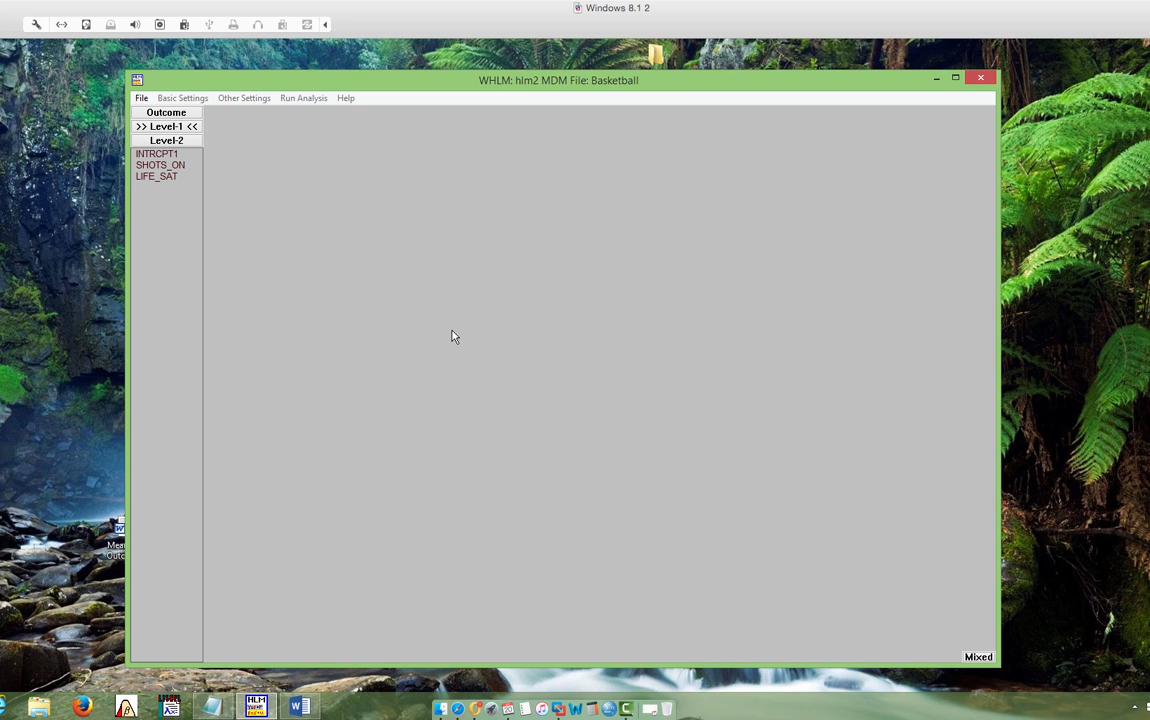 Windows 8.1 2
WHLM: hlm2 MDM File: Basketball
File Basic Settings Other Settings Run Analysis Help
Outcome
>> Level-1 <<
Level-2
INTRCPT1
SHOTS_ON
LIFE_SAT
Mixed
HLM